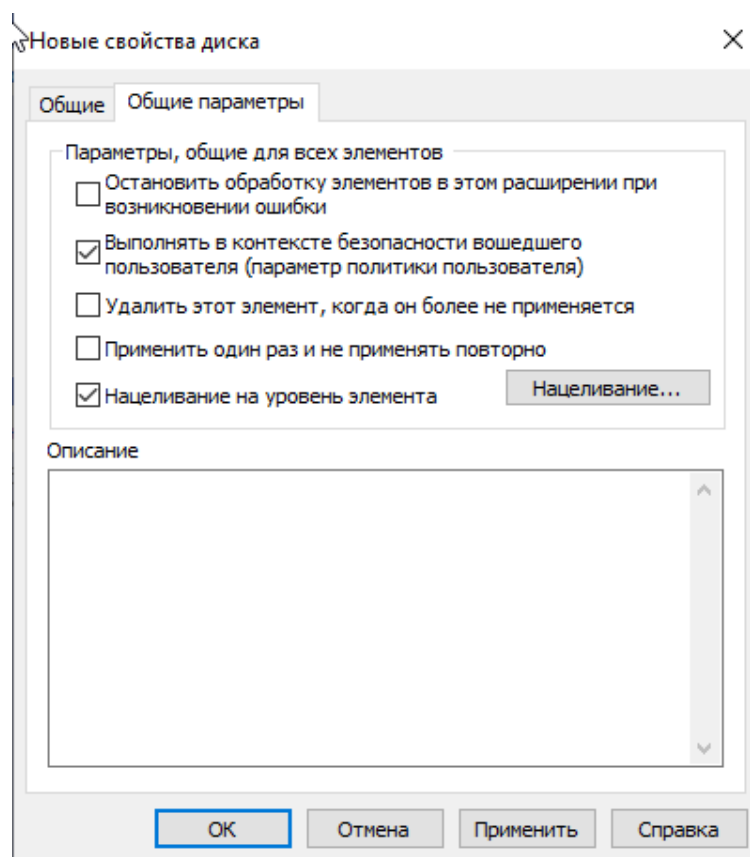 Новые свойства диска
Общие
Общие параметры
Параметры, общие для всех элементов
Остановить обработку элементов в этом расширении при
возникновении ошибки
Выполнять в контексте безопасности вошедшего
пользователя (параметр политики пользователя)
Удалить этот элемент, когда он более не применяется
Применить один раз и не применять повторно
Нацеливание на уровень элемента
Нацеливание...
Описание
ОК
Отмена
Применить
Справка